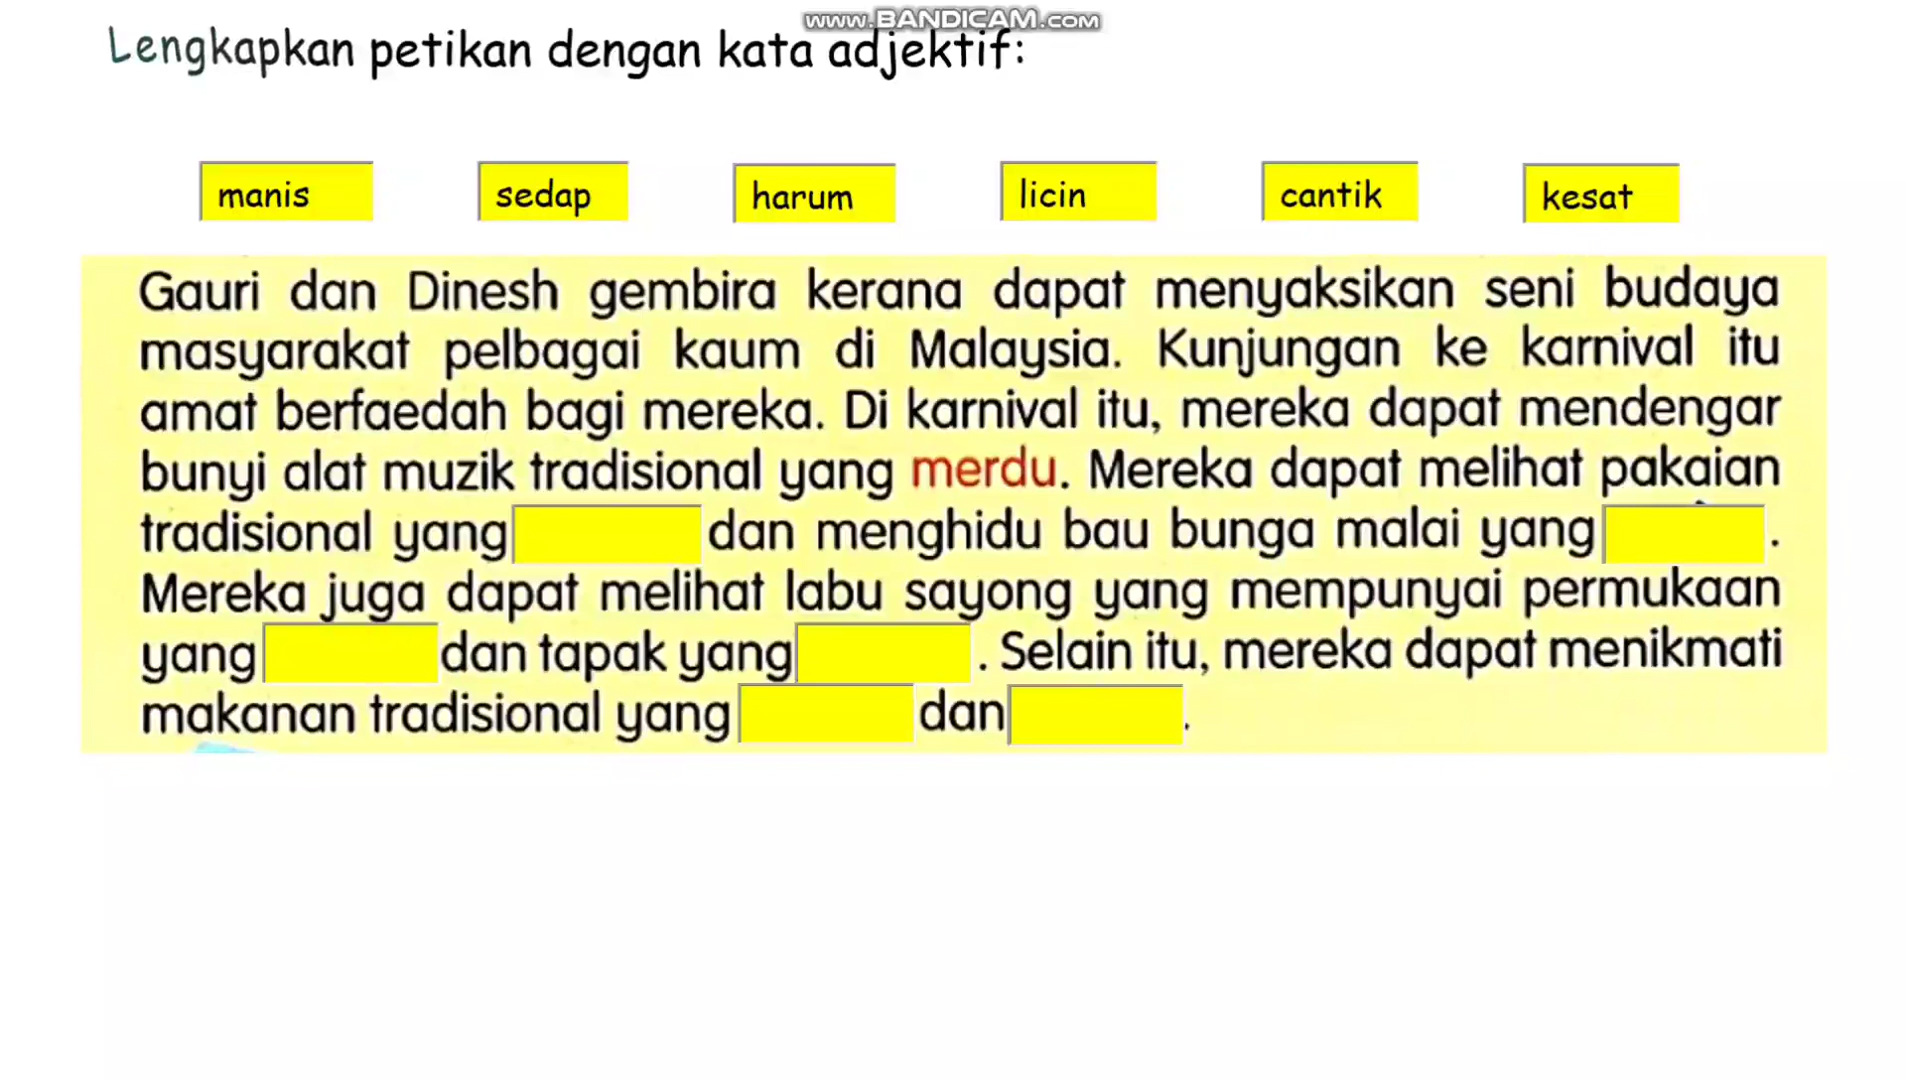 www.BANDICAM.com
Lengkapkan petikan dengan kata adjektif:
manis sedap harum licin cantik kesat
Gauri dan Dinesh gembira kerana dapat menyaksikan seni budaya
masyarakat pelbagai kaum di Malaysia. Kunjungan ke karnival itu
amat berfaedah bagi mereka. Di karnival itu, mereka dapat mendengar
bunyi alat muzik tradisional yang merdu. Mereka dapat melihat pakaian
tradisional yang dan menghidu bau bunga malai yang .
Mereka juga dapat melihat labu sayong yang mempunyai permukaan
yang dan tapak yang . Selain itu, mereka dapat menikmati
makanan tradisional yang dan .